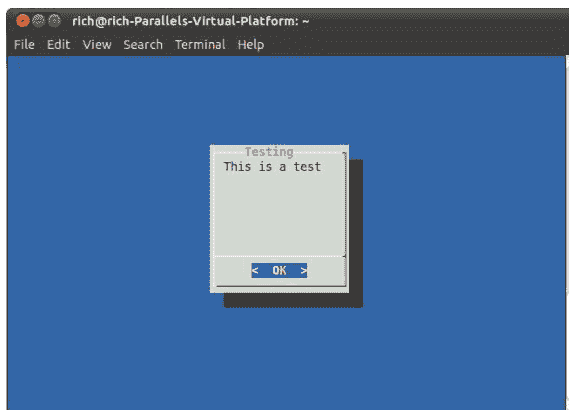 rich@rich-Parallels-Virtual-Platform: ~
File Edit View Search Terminal Help
Testing
This is a test
< OK >